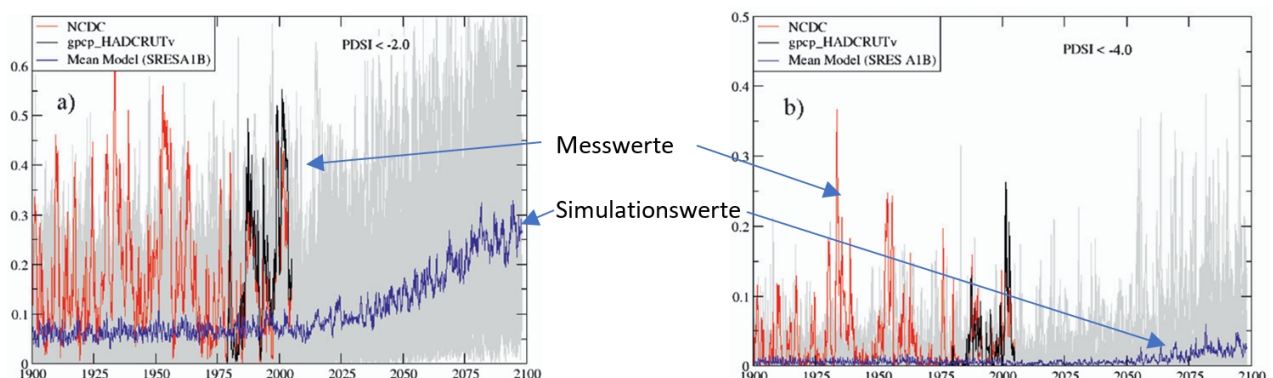 NCDC
gpcp_HADCRUTv
Mean Model (SRESA1B)
PDSI < -2.0
a)
0.6
0.5
0.4
0.3
0.2
0.1
0
1900 1925 1950 1975 2000 2025 2050 2075 2100
Messwerte
Simulationswerte
NCDC
gpcp_HADCRUTv
Mean Model (SRES A1B)
PDSI < -4.0
b)
0.5
0.4
0.3
0.2
0.1
0
1900 1925 1950 1975 2000 2025 2050 2075 2100